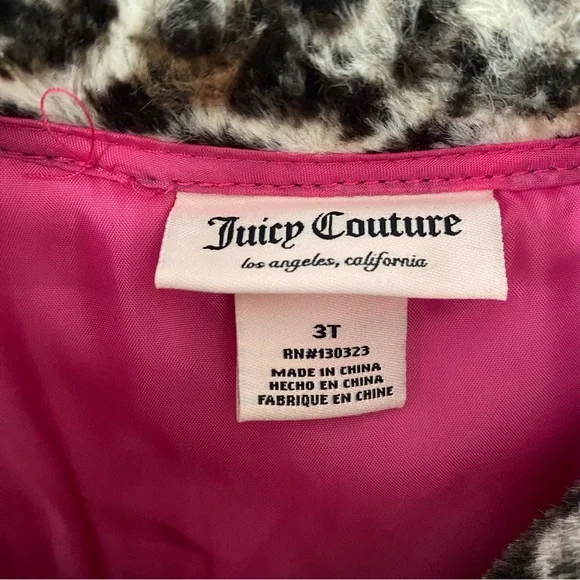 Juicy Couture
los angeles, california
3T
RN#130323
MADE IN CHINA
HECHO EN CHINA
FABRIQUE EN CHINE